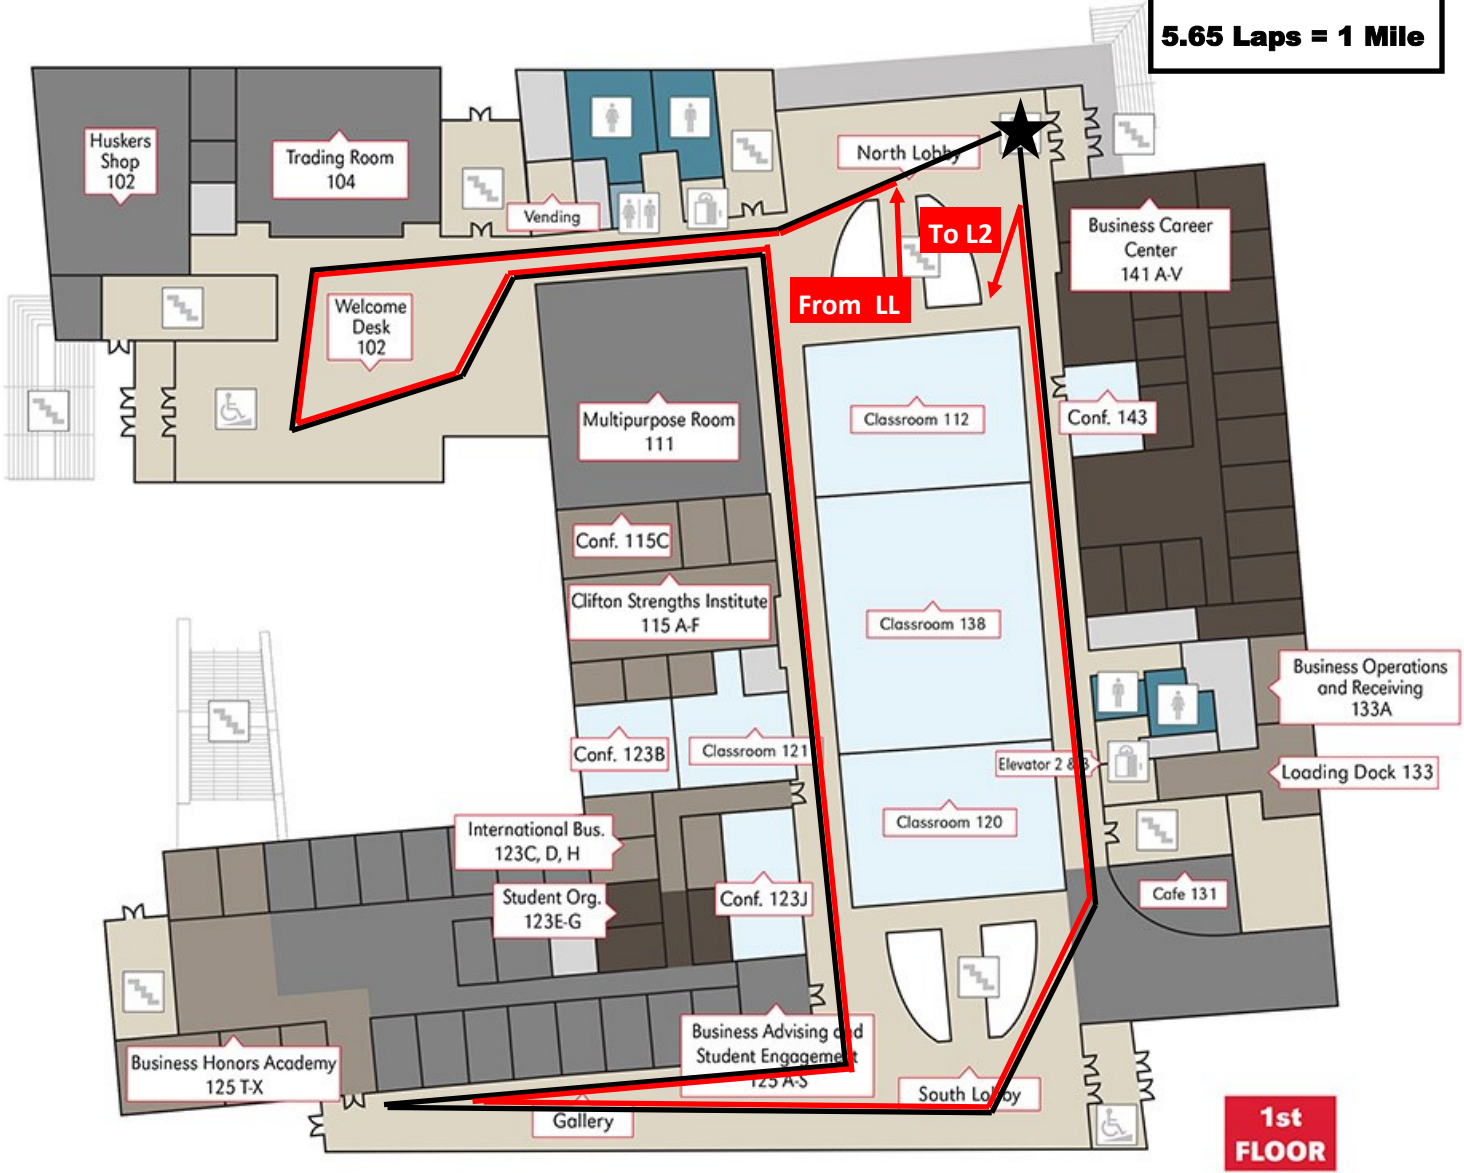 5.65 Laps = 1 Mile
Huskers
Shop
102
Trading Room
104
Vending
North Lobby
To L2
From LL
Business Career
Center
141 A-V
Welcome
Desk
102
Multipurpose Room
111
Classroom 112
Conf. 143
Conf. 115C
Clifton Strengths Institute
115 A-F
Classroom 138
Business Operations
and Receiving
133A
Conf. 123B
Classroom 121
Elevator 2 & 3
Loading Dock 133
International Bus.
123C, D, H
Classroom 120
Student Org.
123E-G
Conf. 123J
Cafe 131
Business Advising and
Student Engagement
125 A-S
Business Honors Academy
125 T-X
South Lobby
Gallery
1st
FLOOR